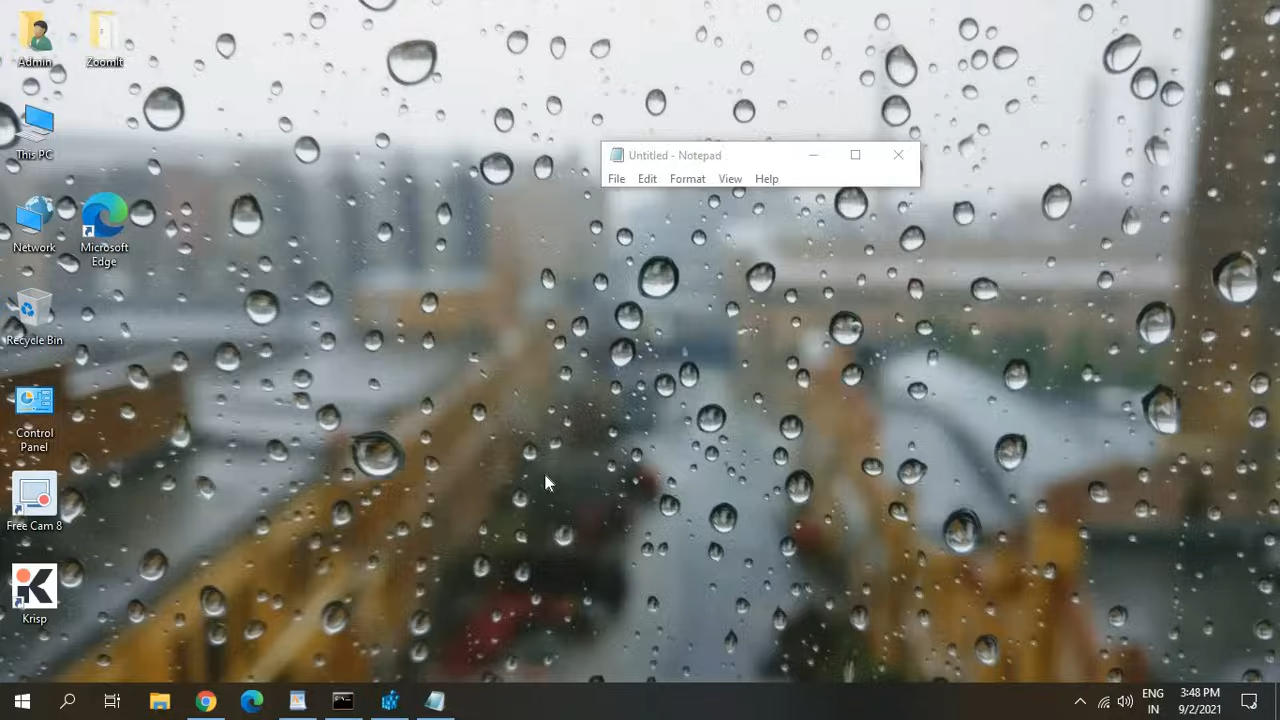 Admin
ZoomIt
This PC
Untitled - Notepad
File Edit Format View Help
Network
Microsoft
Edge
Recycle Bin
Control
Panel
Free Cam 8
Krisp
ENG
IN
3:48 PM
9/2/2021